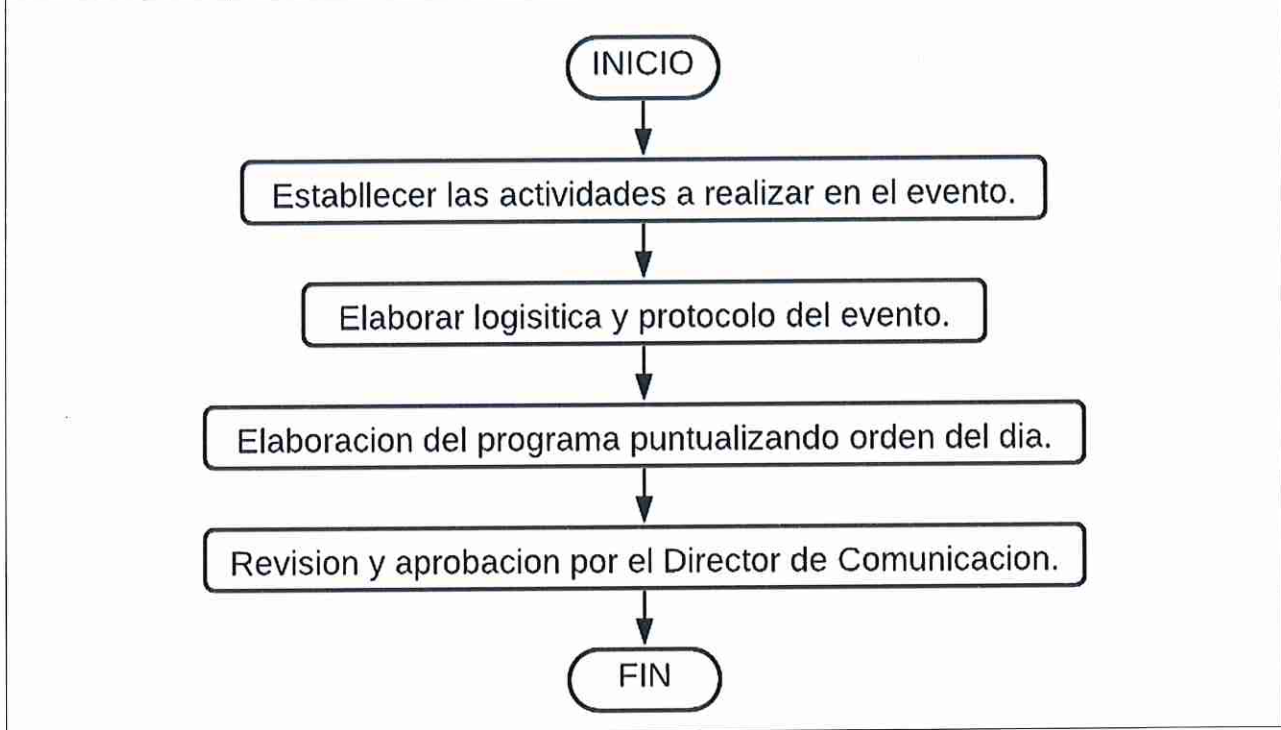 INICIO
Establlecer las actividades a realizar en el evento.
Elaborar logisitica y protocolo del evento.
Elaboracion del programa puntualizando orden del dia.
Revision y aprobacion por el Director de Comunicacion.
FIN